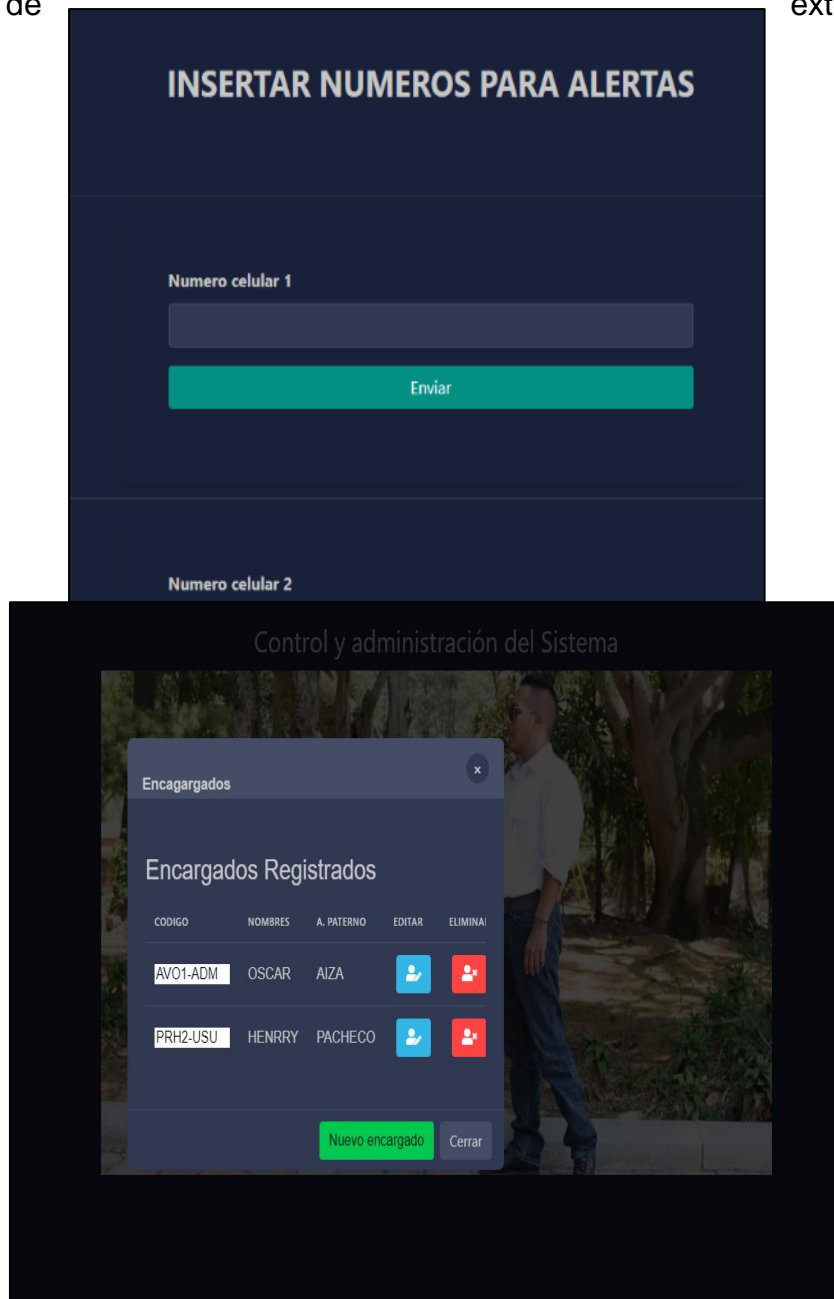 de ext
INSERTAR NUMEROS PARA ALERTAS
Numero celular 1
Enviar
Numero celular 2
Control y administración del Sistema
Encagargados
×
Encargados Registrados
CODIGO NOMBRES A. PATERNO EDITAR ELIMINA
AVO1-ADM OSCAR AIZA
PRH2-USU HENRRY PACHECO
Nuevo encargado Cerrar